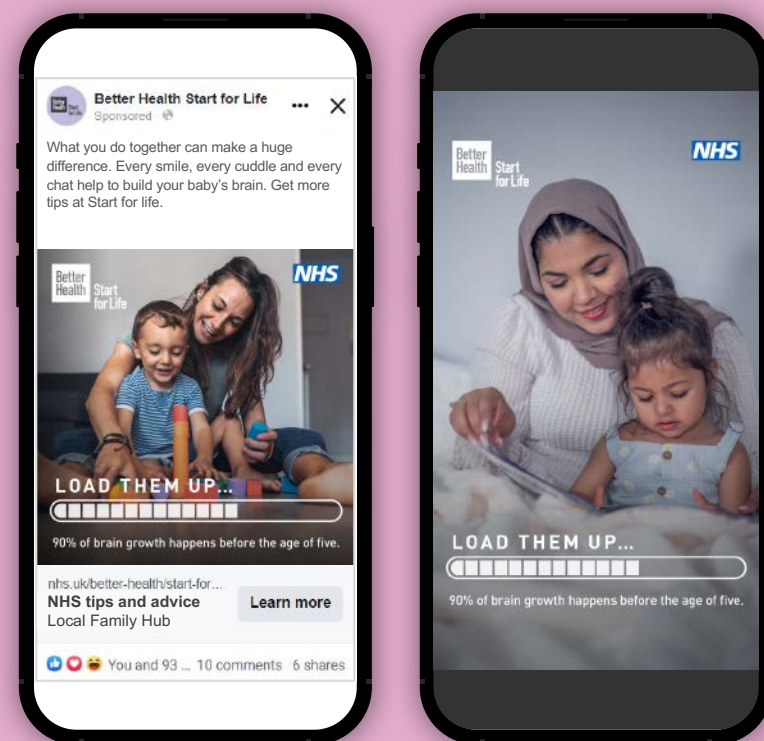 Better Health Start for Life
Sponsored
What you do together can make a huge
difference. Every smile, every cuddle and every
chat help to build your baby's brain. Get more
tips at Start for life.
Better
Health
Start
for Life
NHS
LOAD THEM UP...
90% of brain growth happens before the age of five.
nhs.uk/better-health/start-for...
NHS tips and advice
Learn more
Local Family Hub
You and 93 ... 10 comments 6 shares
Better
Health
Start
for Life
NHS
LOAD THEM UP...
90% of brain growth happens before the age of five.